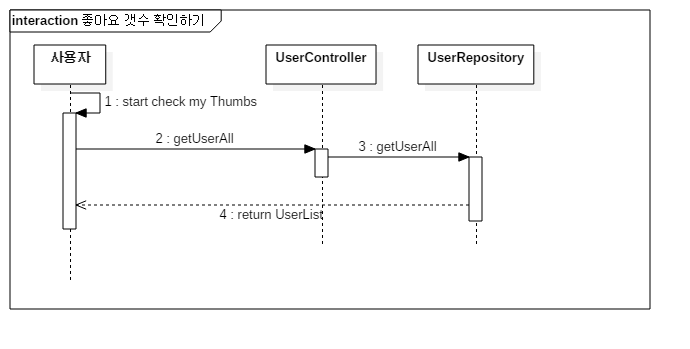 interaction 좋아요 갯수 확인하기
사용자
UserController
UserRepository
1 : start check my Thumbs
2 : getUserAll
3 : getUserAll
4 : return UserList